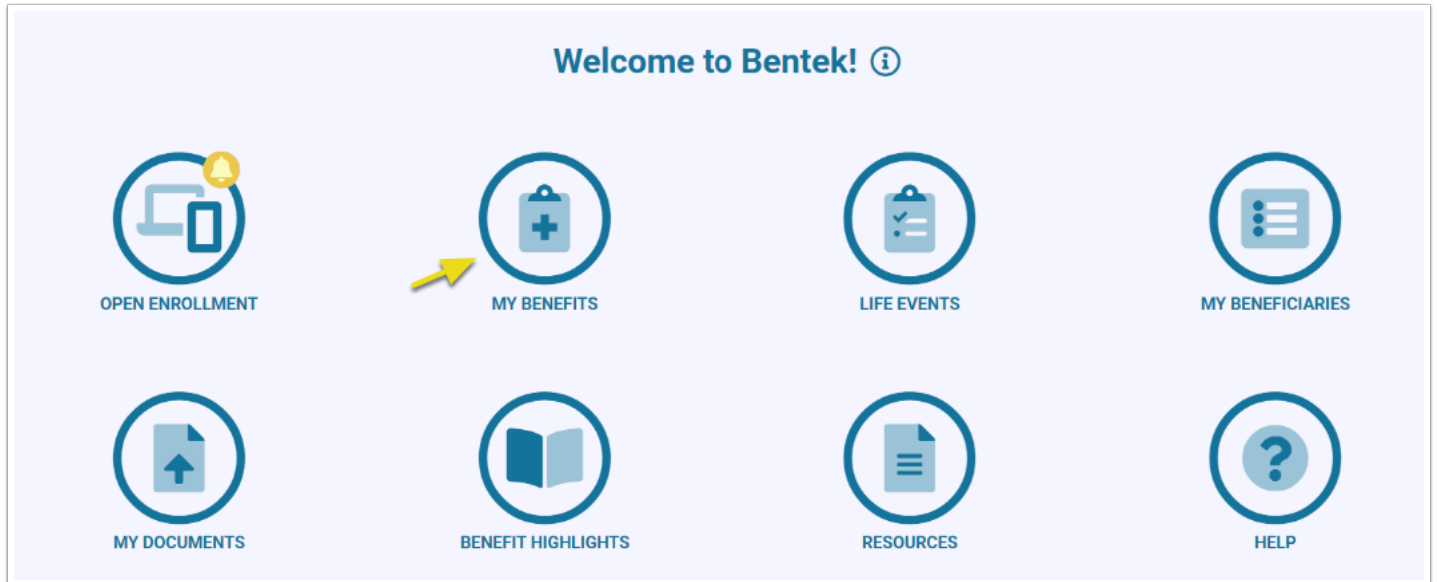 Welcome to Bentek!
OPEN ENROLLMENT
MY BENEFITS
LIFE EVENTS
MY BENEFICIARIES
MY DOCUMENTS
BENEFIT HIGHLIGHTS
RESOURCES
HELP